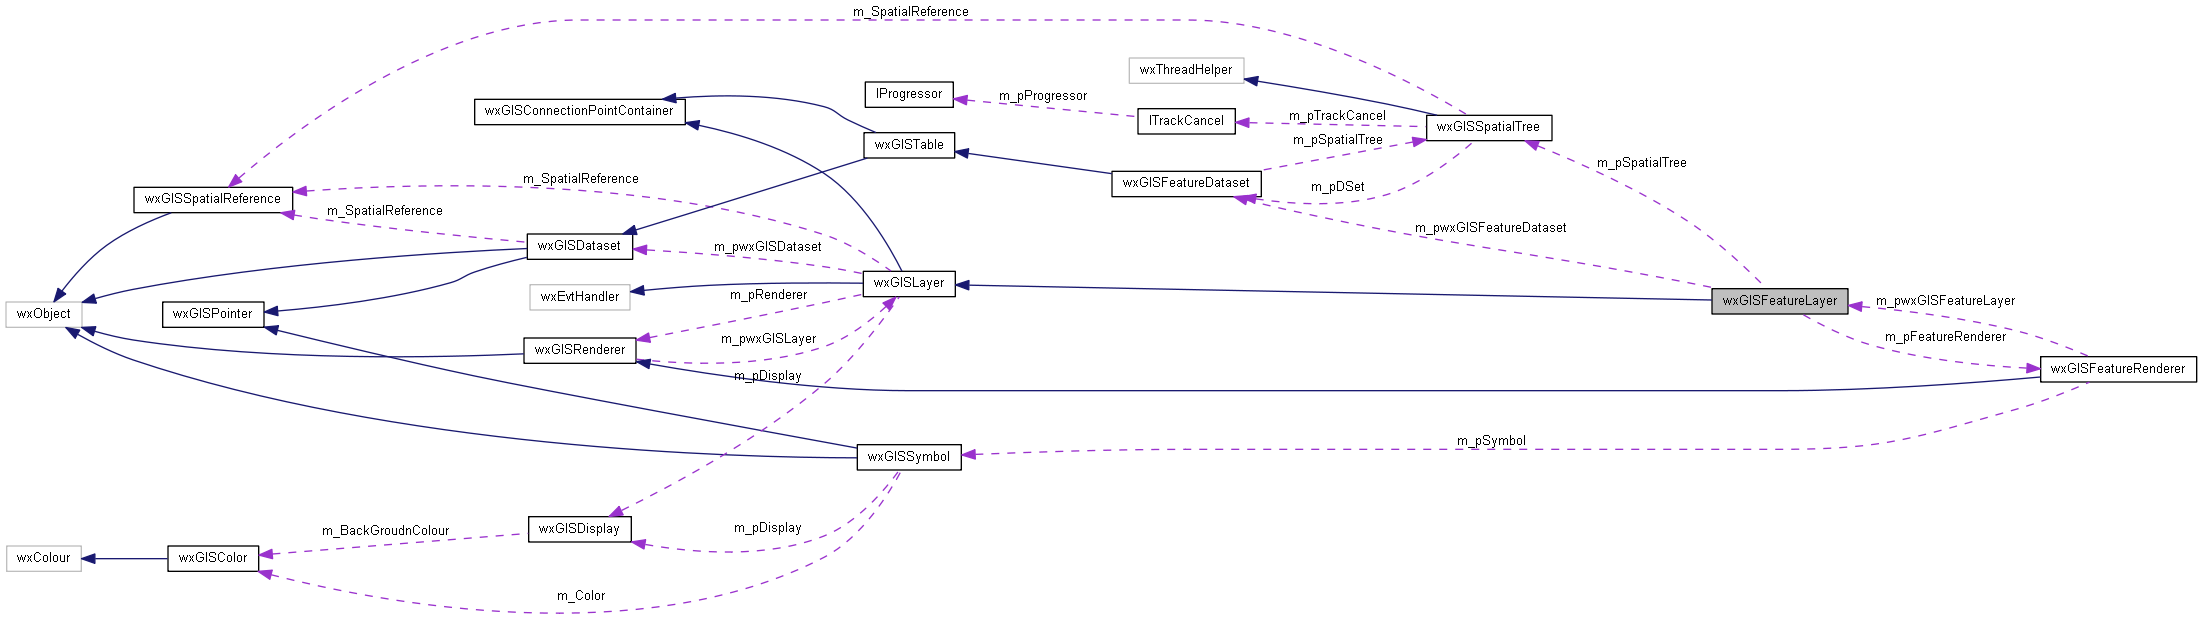 m_SpatialReference
wxThreadHelper
IProgressor
m_pProgressor
wxGISConnectionPointContainer
ITrackCancel
m_pTrackCancel
wxGISSpatialTree
wxGISTable
m_pSpatialTree
m_pSpatialTree
m_SpatialReference
wxGISFeatureDataset
m_pDSet
wxGISSpatialReference
m_SpatialReference
m_pwxGISFeatureDataset
wxGISDataset
m_pwxGISDataset
wxGISLayer
wxEvtHandler
m_pRenderer
wxGISFeatureLayer
m_pwxGISFeatureLayer
wxObject
wxGISPointer
m_pwxGISLayer
m_pFeatureRenderer
wxGISRenderer
m_pDisplay
wxGISFeatureRenderer
m_pSymbol
wxGISSymbol
m_BackGroudnColour
wxGISDisplay
m_pDisplay
wxColour
wxGISColor
m_Color